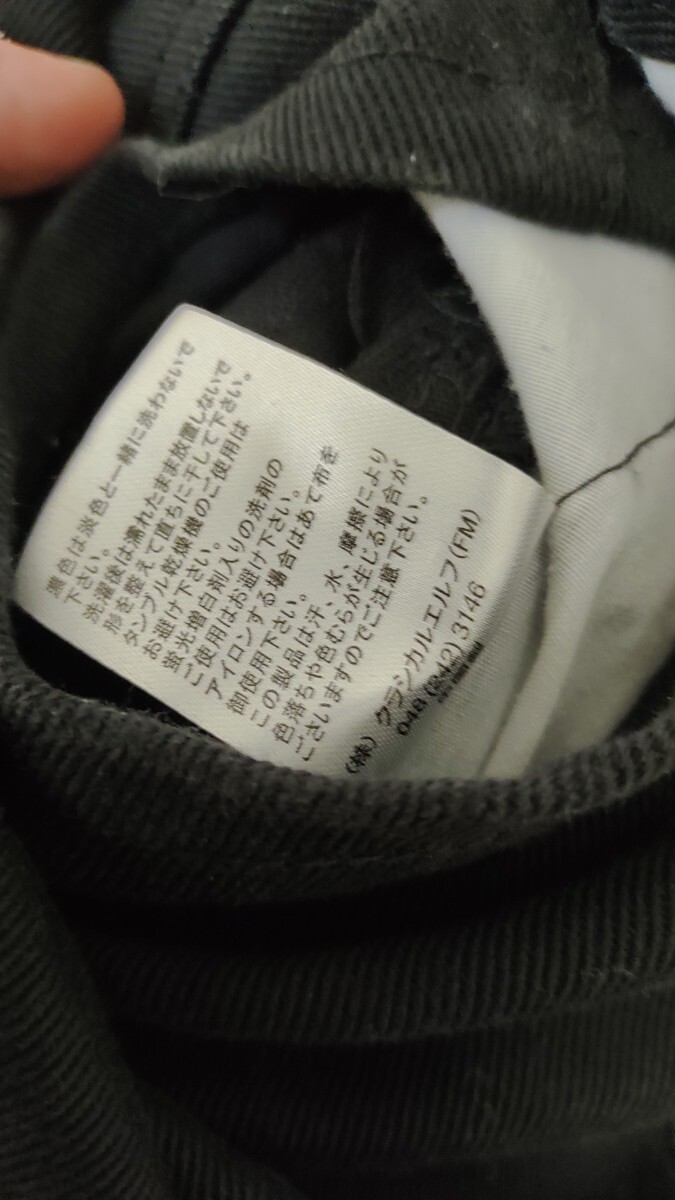 濃色は淡色と一緒に洗わないで
下さい。
洗濯後は濡れたまま放置しないで
形を整えて直ちに干して下さい。
タンブル乾燥機のご使用は
お避け下さい。
蛍光増白剤入りの洗剤の
ご使用はお避け下さい。
アイロンする場合はあて布を
御使用下さい。
この製品は汗、水、摩擦により
色落ちや色むらが生じる場合が
ございますのでご注意下さい。
(株) クラシカルエルフ(FM)
048 (642) 3146